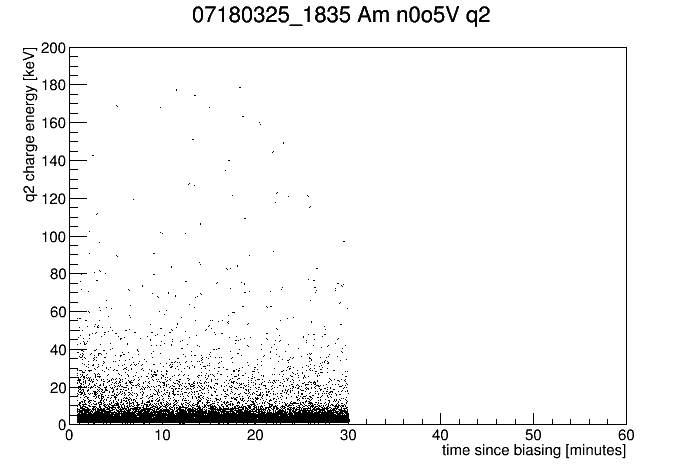 07180325_1835 Am n0o5V q2
q2 charge energy [keV]
200
180
160
140
120
100
80
60
40
20
0
0 10 20 30 40 50 60
time since biasing [minutes]